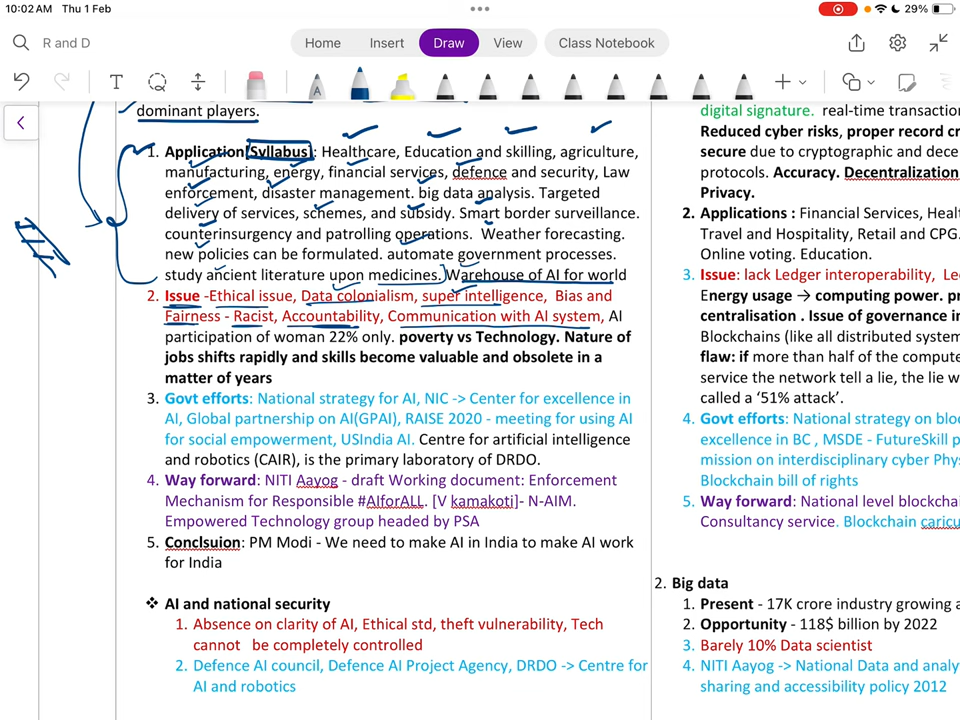 10:02 AM Thu 1 Feb
29%
R and D
Home Insert Draw View Class Notebook
T
A
dominant players.
1. Application[Syllabus]: Healthcare, Education and skilling, agriculture,
manufacturing, energy, financial services, defence and security, Law
enforcement, disaster management. big data analysis. Targeted
delivery of services, schemes, and subsidy. Smart border surveillance.
counterinsurgency and patrolling operations. Weather forecasting.
new policies can be formulated. automate government processes.
study ancient literature upon medicines. Warehouse of AI for world
2. Issue -Ethical issue, Data colonialism, super intelligence, Bias and
Fairness - Racist, Accountability, Communication with AI system, AI
participation of woman 22% only. poverty vs Technology. Nature of
jobs shifts rapidly and skills become valuable and obsolete in a
matter of years
3. Govt efforts: National strategy for AI, NIC -> Center for excellence in
AI, Global partnership on AI(GPAI), RAISE 2020 - meeting for using AI
for social empowerment, USIndia AI. Centre for artificial intelligence
and robotics (CAIR), is the primary laboratory of DRDO.
4. Way forward: NITI Aayog - draft Working document: Enforcement
Mechanism for Responsible #AIforALL. [V kamakoti]- N-AIM.
Empowered Technology group headed by PSA
5. Conclsuion: PM Modi - We need to make AI in India to make AI work
for India
❖ AI and national security
1. Absence on clarity of AI, Ethical std, theft vulnerability, Tech
cannot be completely controlled
2. Defence AI council, Defence AI Project Agency, DRDO -> Centre for
AI and robotics
digital signature. real-time transaction
Reduced cyber risks, proper record cr
secure due to cryptographic and dece
protocols. Accuracy. Decentralization
Privacy.
2. Applications : Financial Services, Heal
Travel and Hospitality, Retail and CPG.
Online voting. Education.
3. Issue: lack Ledger interoperability, Le
Energy usage → computing power. pr
centralisation . Issue of governance in
Blockchains (like all distributed system
flaw: if more than half of the compute
service the network tell a lie, the lie w
called a ‘51% attack’.
4. Govt efforts: National strategy on bloc
excellence in BC , MSDE - FutureSkill p
mission on interdisciplinary cyber Phys
Blockchain bill of rights
5. Way forward: National level blockchai
Consultancy service. Blockchain caricu
2. Big data
1. Present - 17K crore industry growing a
2. Opportunity - 118$ billion by 2022
3. Barely 10% Data scientist
4. NITI Aayog -> National Data and analy
sharing and accessibility policy 2012